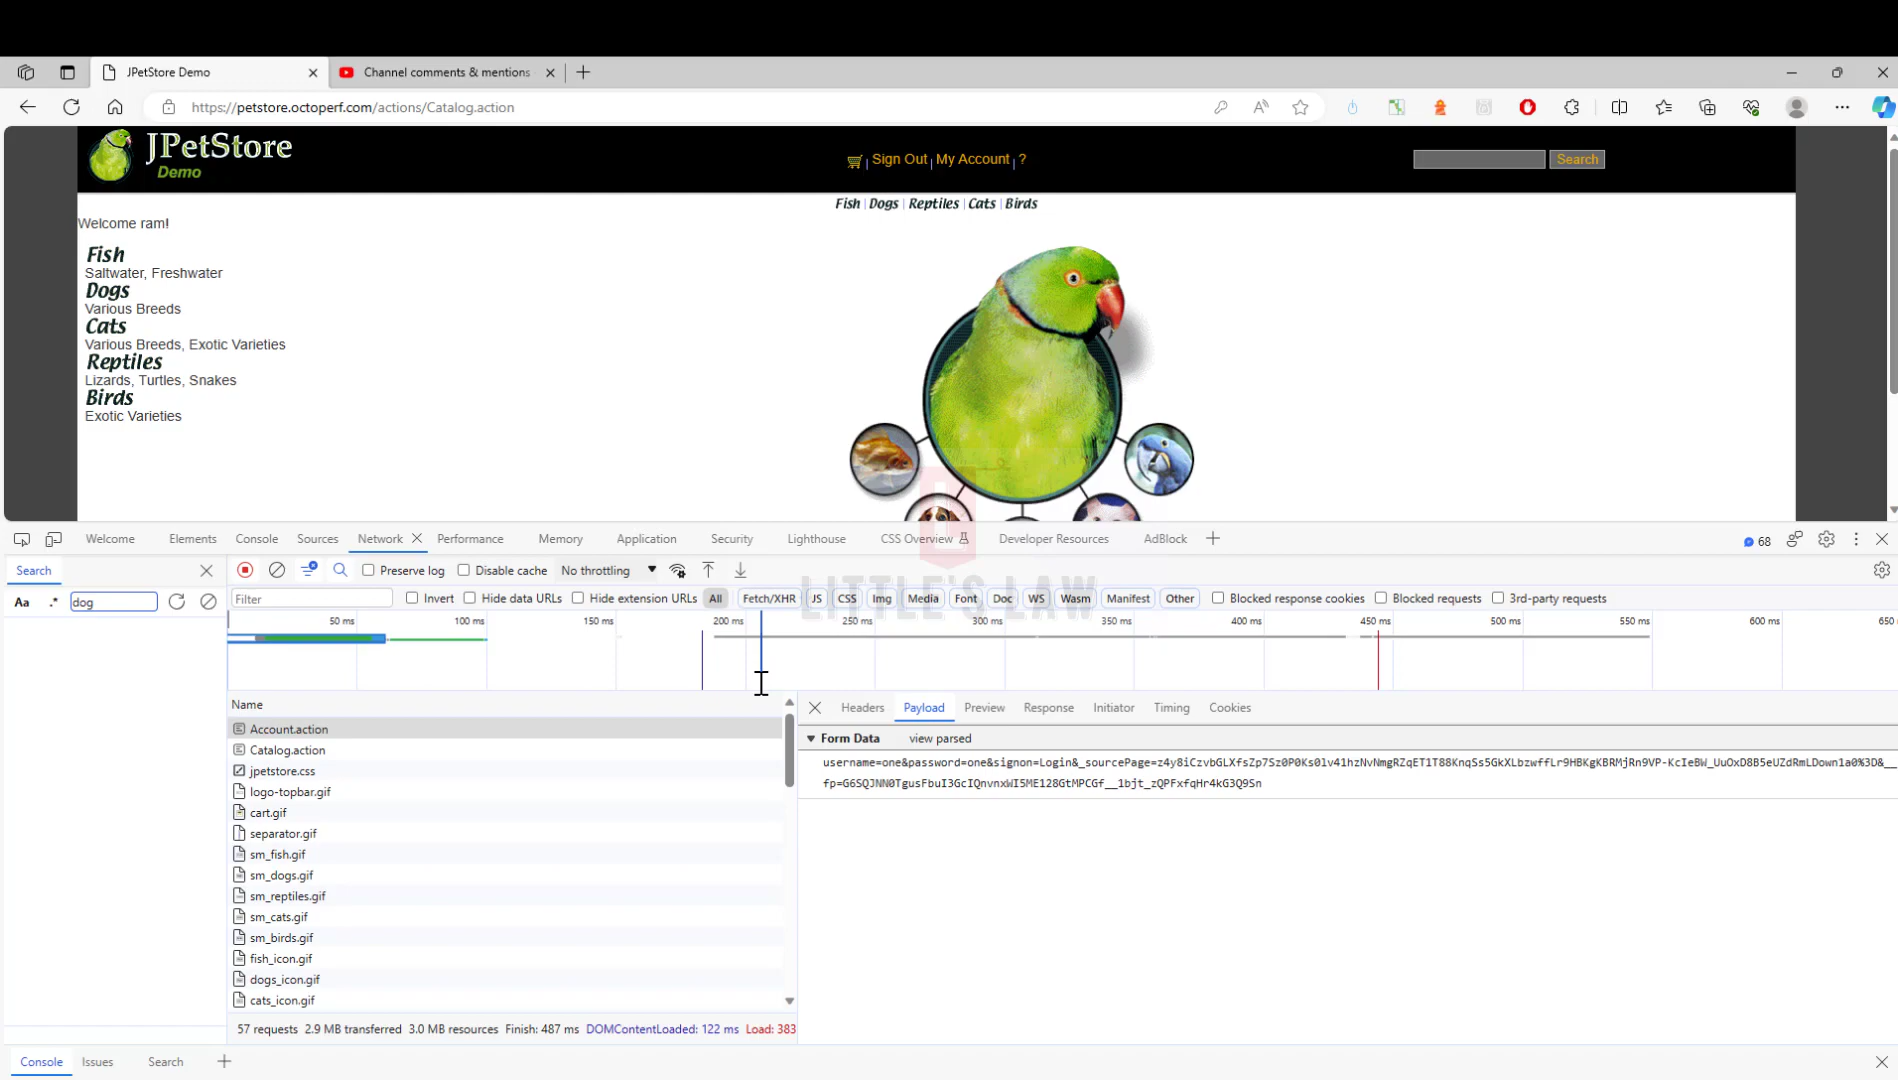 JPetStore Demo
Channel comments & mentions
https://petstore.octoperf.com/actions/Catalog.action
JPetStore
Demo
Sign Out | My Account | ?
Search
Fish | Dogs | Reptiles | Cats | Birds
Welcome ram!
Fish
Saltwater, Freshwater
Dogs
Various Breeds
Cats
Various Breeds, Exotic Varieties
Reptiles
Lizards, Turtles, Snakes
Birds
Exotic Varieties
Welcome Elements Console Sources Network Performance Memory Application Security Lighthouse CSS Overview Developer Resources AdBlock 68
Search
Preserve log Disable cache No throttling
Aa .* dog
Filter Invert Hide data URLs Hide extension URLs All Fetch/XHR JS CSS Img Media Font Doc WS Wasm Manifest Other Blocked response cookies Blocked requests 3rd-party requests
LITTLE'S LAW
50 ms 100 ms 150 ms 200 ms 250 ms 300 ms 350 ms 400 ms 450 ms 500 ms 550 ms 600 ms 650
Name
Account.action
Catalog.action
jpetstore.css
logo-topbar.gif
cart.gif
separator.gif
sm_fish.gif
sm_dogs.gif
sm_reptiles.gif
sm_cats.gif
sm_birds.gif
fish_icon.gif
dogs_icon.gif
cats_icon.gif
57 requests 2.9 MB transferred 3.0 MB resources Finish: 487 ms DOMContentLoaded: 122 ms Load: 383
Headers Payload Preview Response Initiator Timing Cookies
Form Data view parsed
username=one&password=one&signon=Login&_sourcePage=z4y8iCzvbGLXfsZp7Sz0P0Ks0lv41hzNvNmgRZqET1T88KnqSs5GkXLbzwffLr9HBKgKBRMjRn9VP-KcIeBW_UuOxD8B5eUZdRmLDown1a0%3D&__
fp=G6SQJNN0TgusFbuI3GcIQnvnxWI5ME128GtMPCGf__1bjt_zQPFxfqHr4kG3Q9Sn
Console Issues Search